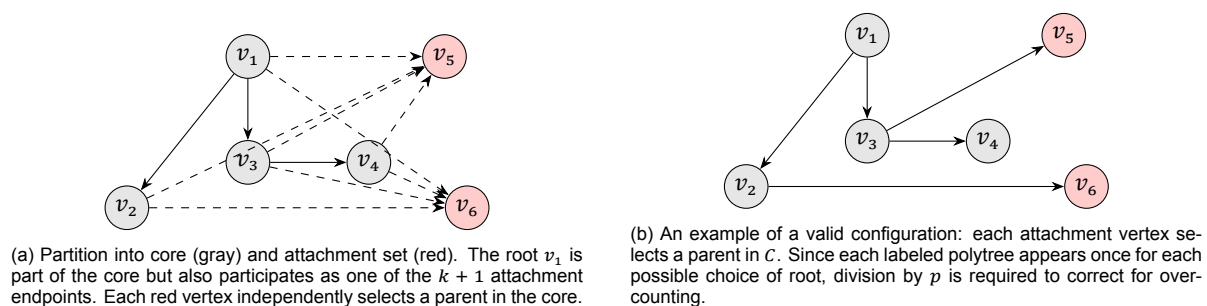 v₁
v₅
v₃
v₄
v₂
v₆
(a) Partition into core (gray) and attachment set (red). The root v₁ is
part of the core but also participates as one of the k + 1 attachment
endpoints. Each red vertex independently selects a parent in the core.
v₁
v₅
v₃
v₄
v₂
v₆
(b) An example of a valid configuration: each attachment vertex se-
lects a parent in C. Since each labeled polytree appears once for each
possible choice of root, division by p is required to correct for over-
counting.